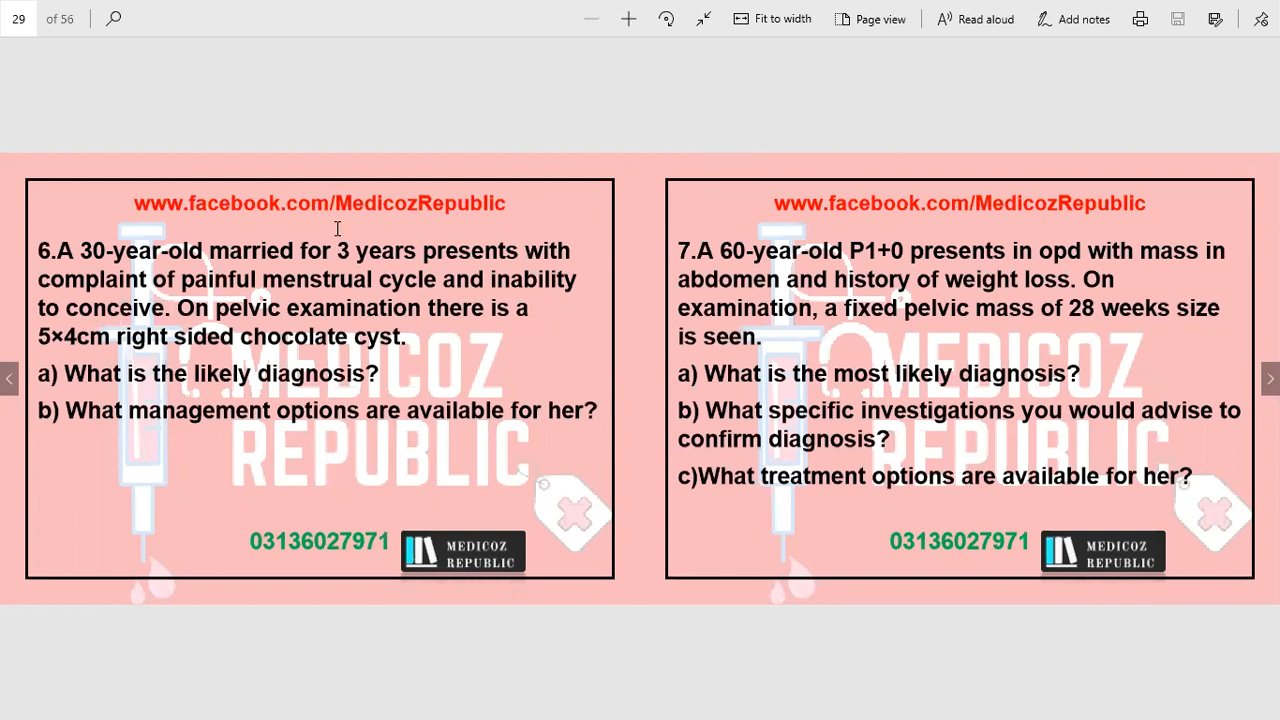 29 of 56 Fit to width Page view Read aloud Add notes
www.facebook.com/MedicozRepublic
6.A 30-year-old married for 3 years presents with
complaint of painful menstrual cycle and inability
to conceive. On pelvic examination there is a
5×4cm right sided chocolate cyst.
a) What is the likely diagnosis?
b) What management options are available for her?
MEDICOZ
REPUBLIC
03136027971
MEDICOZ
REPUBLIC
www.facebook.com/MedicozRepublic
7.A 60-year-old P1+0 presents in opd with mass in
abdomen and history of weight loss. On
examination, a fixed pelvic mass of 28 weeks size
is seen.
a) What is the most likely diagnosis?
b) What specific investigations you would advise to
confirm diagnosis?
c)What treatment options are available for her?
MEDICOZ
REPUBLIC
03136027971
MEDICOZ
REPUBLIC